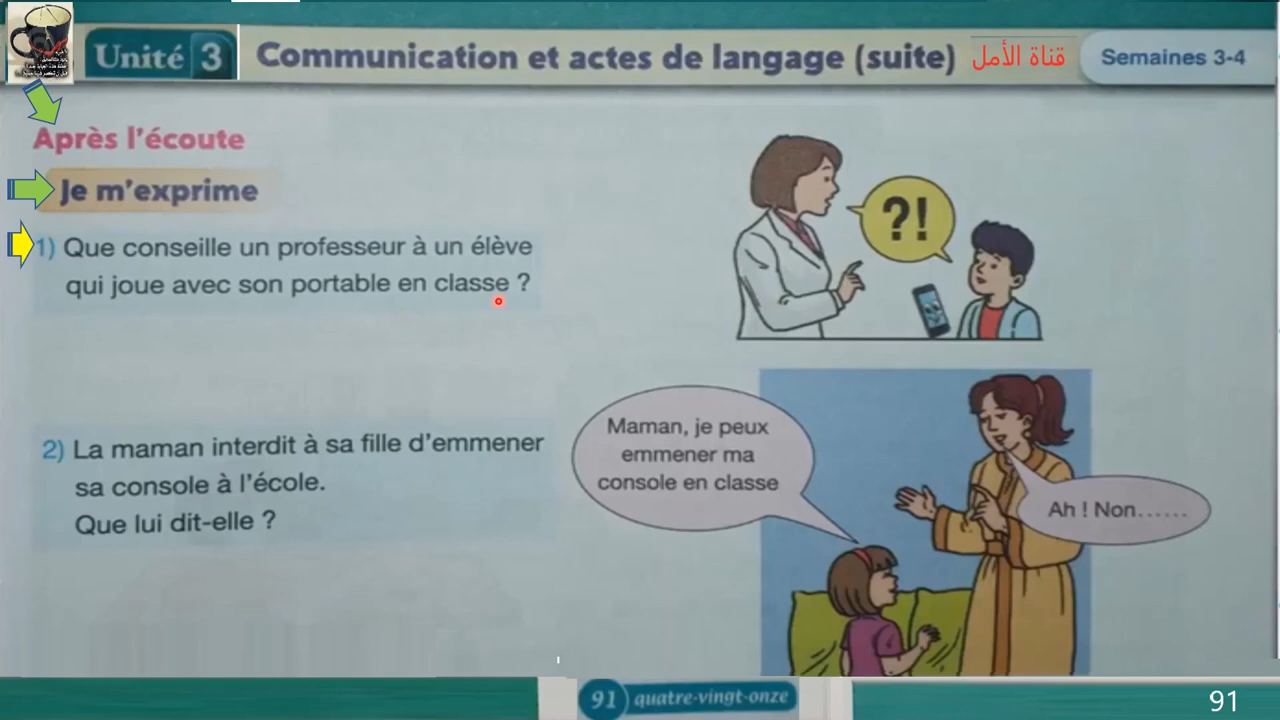 Unité 3
Communication et actes de langage (suite)
قناة الأمل
Semaines 3-4
Après l'écoute
Je m'exprime
1) Que conseille un professeur à un élève
qui joue avec son portable en classe ?
?!
2) La maman interdit à sa fille d'emmener
sa console à l'école.
Que lui dit-elle ?
Maman, je peux
emmener ma
console en classe
Ah ! Non......
91 quatre-vingt-onze
91